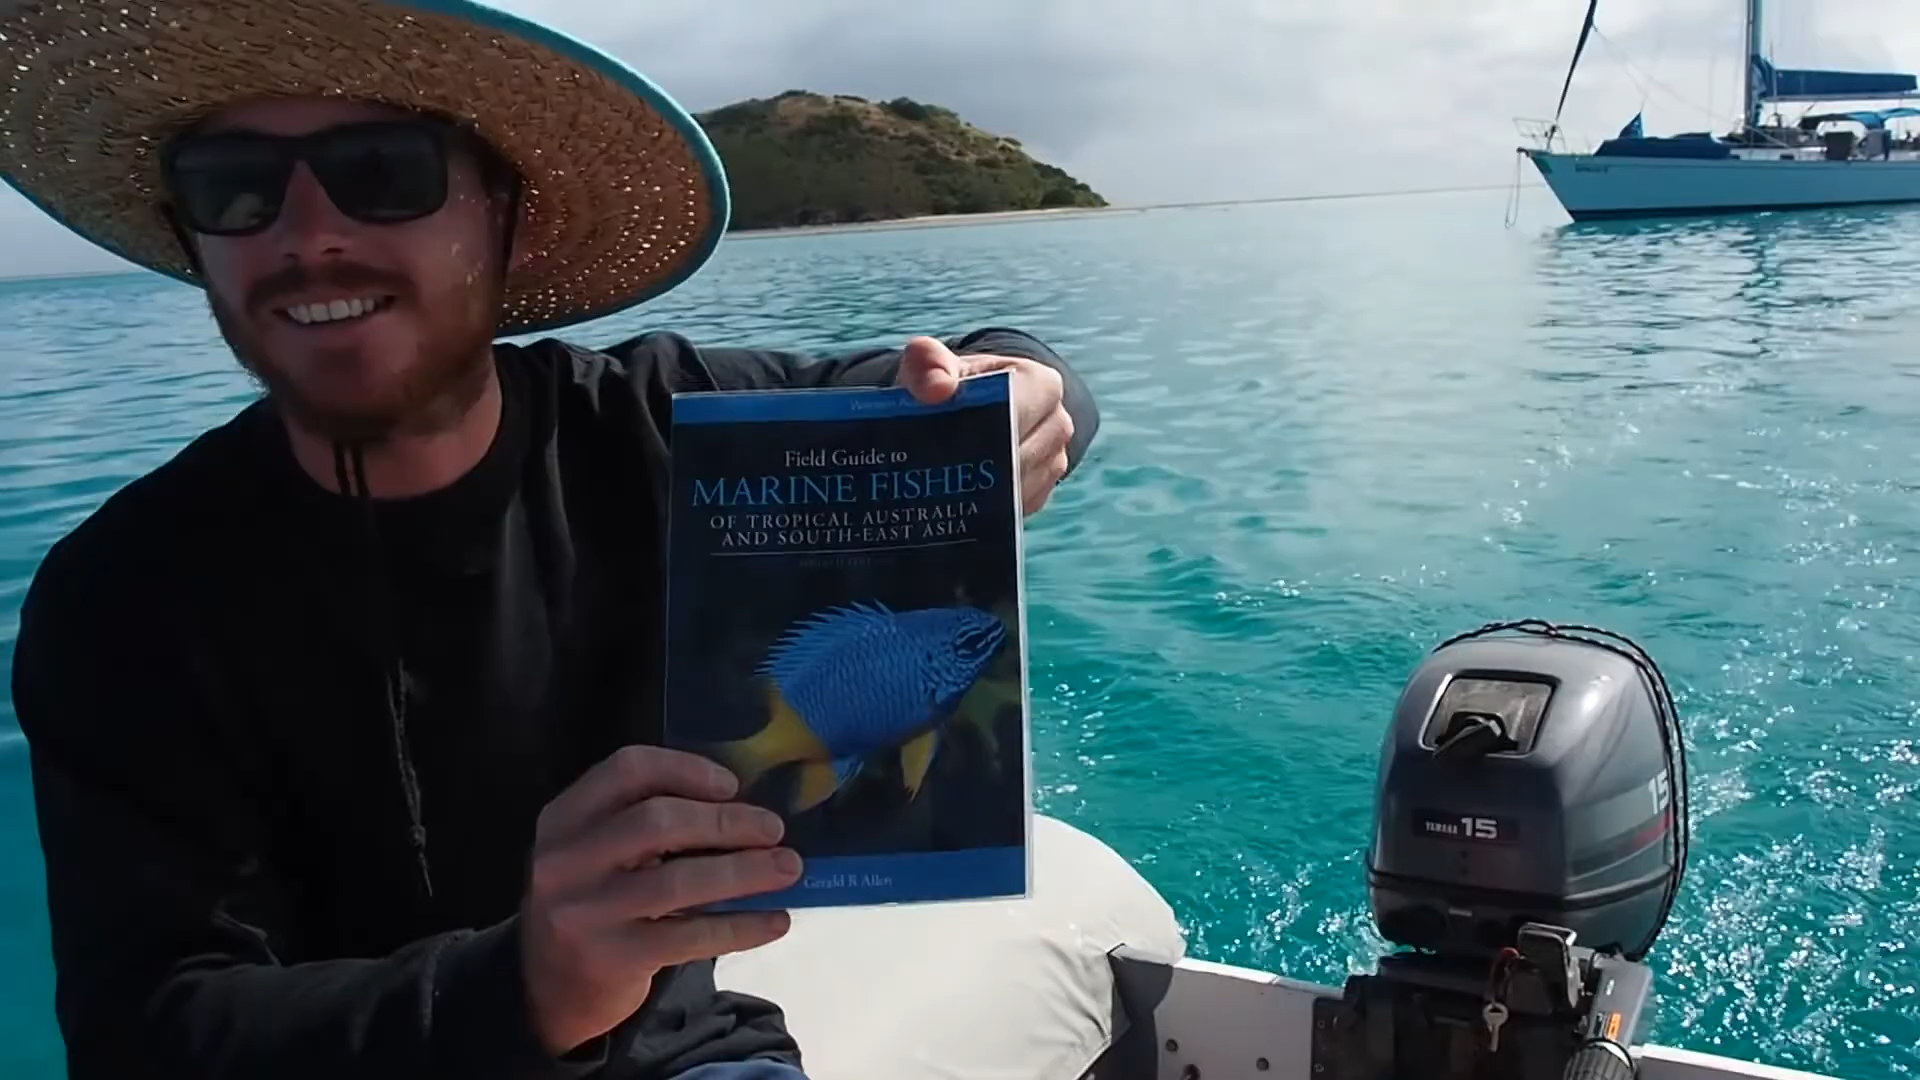 Field Guide to
MARINE FISHES
OF TROPICAL AUSTRALIA
AND SOUTH-EAST ASIA
Gerald R Allen
YAMAHA 15
15